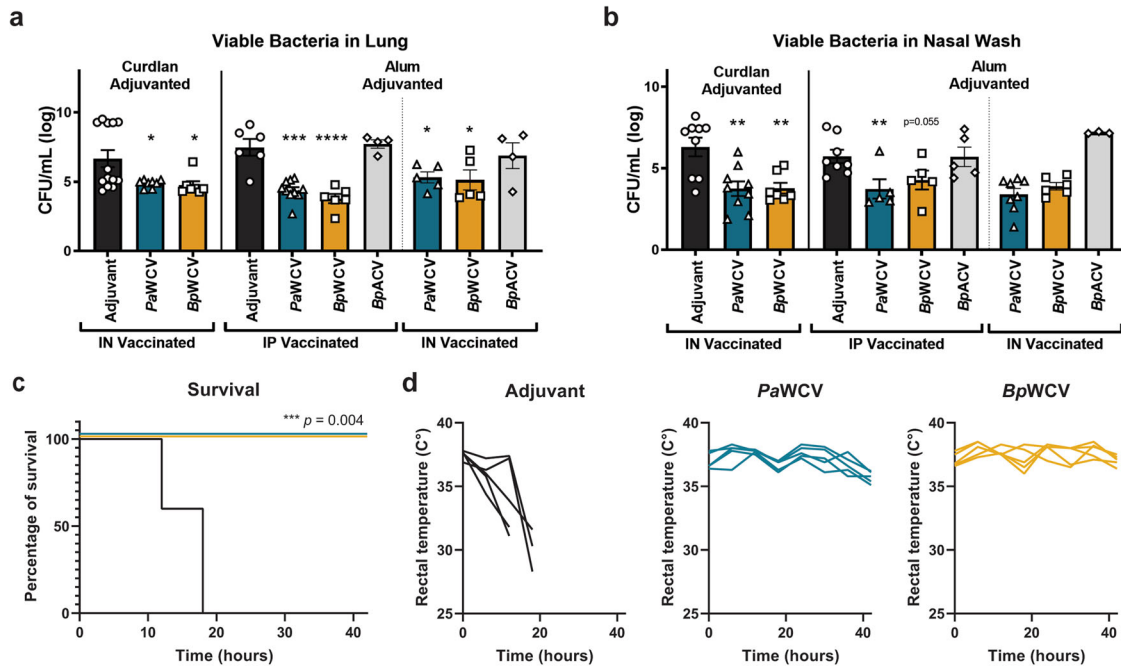 a
Viable Bacteria in Lung
Curdlan
Adjuvanted
Alum
Adjuvanted
CFU/mL (log)
10
5
0
* * *** **** * *
Adjuvant
PaWCV
BpWCV
Adjuvant
PaWCV
BpWCV
BpACV
PaWCV
BpWCV
BpACV
IN Vaccinated
IP Vaccinated
IN Vaccinated
b
Viable Bacteria in Nasal Wash
Curdlan
Adjuvanted
Alum
Adjuvanted
CFU/mL (log)
10
5
0
** ** ** p=0.055
Adjuvant
PaWCV
BpWCV
Adjuvant
PaWCV
BpWCV
BpACV
PaWCV
BpWCV
BpACV
IN Vaccinated
IP Vaccinated
IN Vaccinated
c
Survival
*** p = 0.004
Percentage of survival
100
50
0
0 10 20 30 40
Time (hours)
d
Adjuvant
Rectal temperature (C°)
40
35
30
25
0 20 40
Time (hours)
PaWCV
Rectal temperature (C°)
40
35
30
25
0 20 40
Time (hours)
BpWCV
Rectal temperature (C°)
40
35
30
25
0 20 40
Time (hours)